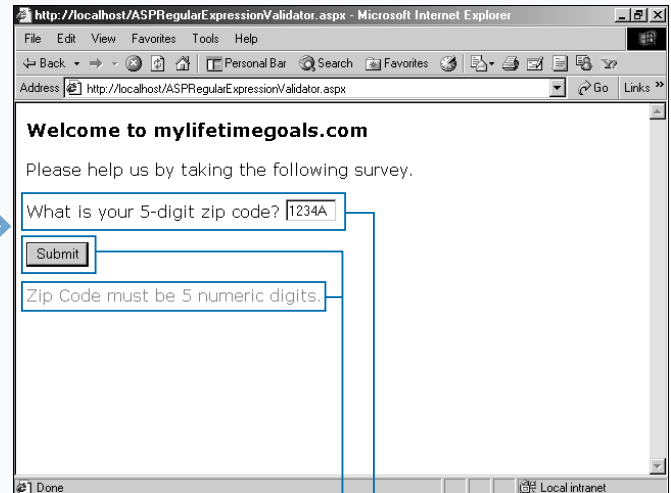 http://localhost/ASPRegularExpressionValidator.aspx - Microsoft Internet Explorer
File Edit View Favorites Tools Help
Back Personal Bar Search Favorites
Address http://localhost/ASPRegularExpressionValidator.aspx Go Links »
Welcome to mylifetimegoals.com
Please help us by taking the following survey.
What is your 5-digit zip code? 1234A
Submit
Zip Code must be 5 numeric digits.
Done Local intranet